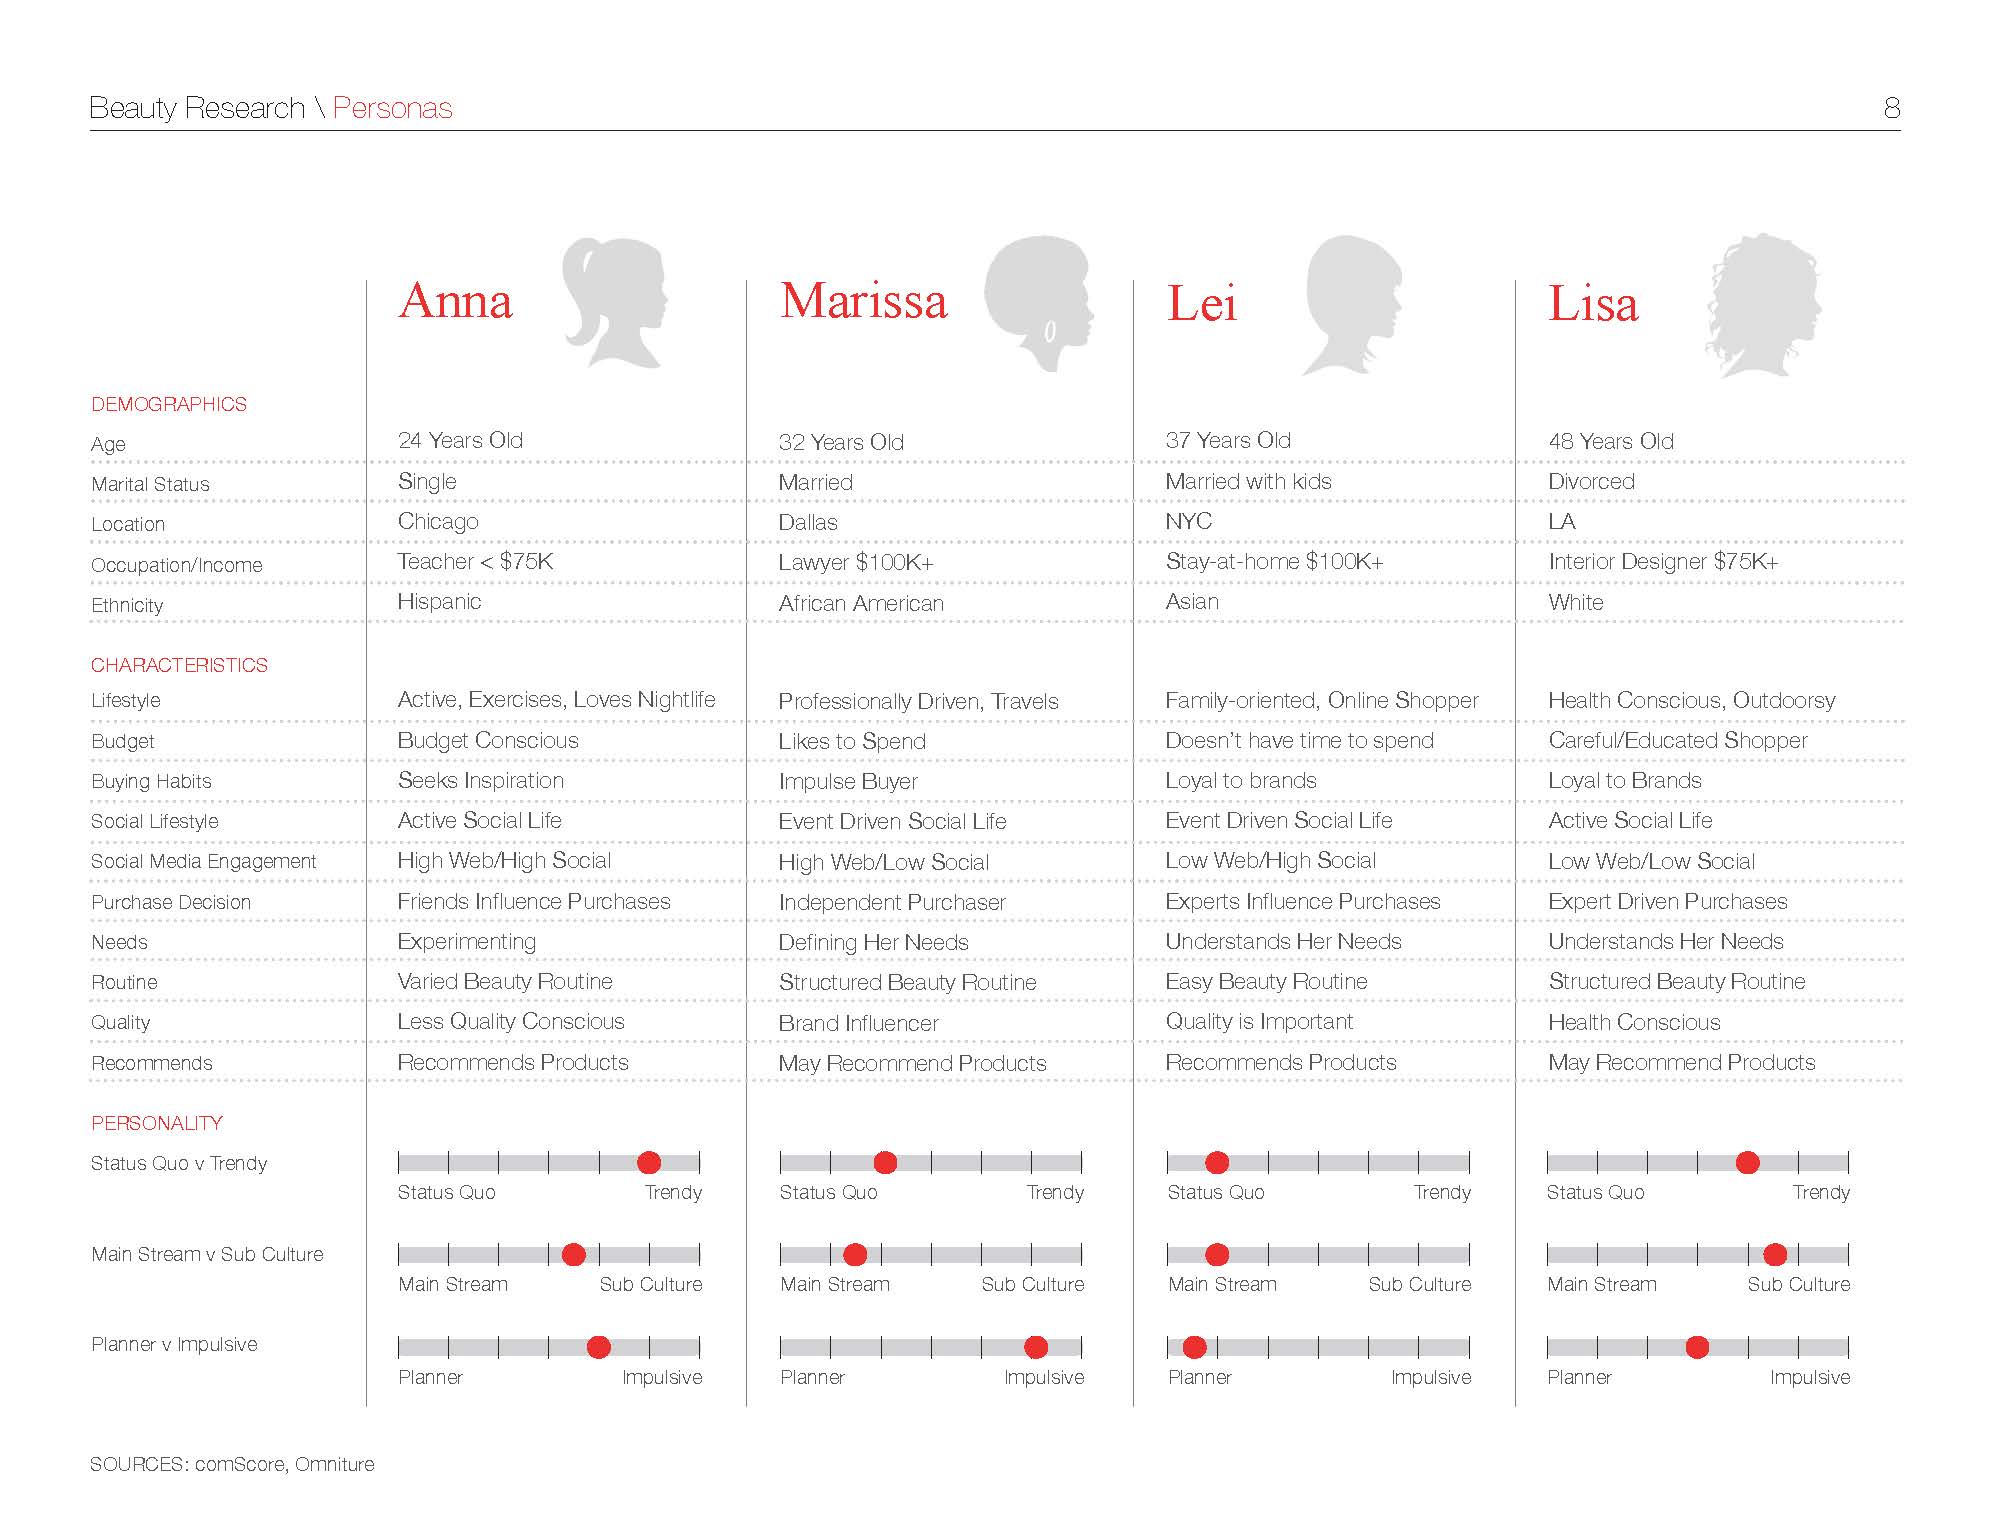 Beauty Research \ Personas 8
Anna Marissa Lei Lisa
DEMOGRAPHICS
Age 24 Years Old 32 Years Old 37 Years Old 48 Years Old
Marital Status Single Married Married with kids Divorced
Location Chicago Dallas NYC LA
Occupation/Income Teacher < $75K Lawyer $100K+ Stay-at-home $100K+ Interior Designer $75K+
Ethnicity Hispanic African American Asian White
CHARACTERISTICS
Lifestyle Active, Exercises, Loves Nightlife Professionally Driven, Travels Family-oriented, Online Shopper Health Conscious, Outdoorsy
Budget Budget Conscious Likes to Spend Doesn't have time to spend Careful/Educated Shopper
Buying Habits Seeks Inspiration Impulse Buyer Loyal to brands Loyal to Brands
Social Lifestyle Active Social Life Event Driven Social Life Event Driven Social Life Active Social Life
Social Media Engagement High Web/High Social High Web/Low Social Low Web/High Social Low Web/Low Social
Purchase Decision Friends Influence Purchases Independent Purchaser Experts Influence Purchases Expert Driven Purchases
Needs Experimenting Defining Her Needs Understands Her Needs Understands Her Needs
Routine Varied Beauty Routine Structured Beauty Routine Easy Beauty Routine Structured Beauty Routine
Quality Less Quality Conscious Brand Influencer Quality is Important Health Conscious
Recommends Recommends Products May Recommend Products Recommends Products May Recommend Products
PERSONALITY
Status Quo v Trendy
Status Quo Trendy Status Quo Trendy Status Quo Trendy Status Quo Trendy
Main Stream v Sub Culture
Main Stream Sub Culture Main Stream Sub Culture Main Stream Sub Culture Main Stream Sub Culture
Planner v Impulsive
Planner Impulsive Planner Impulsive Planner Impulsive Planner Impulsive
SOURCES: comScore, Omniture